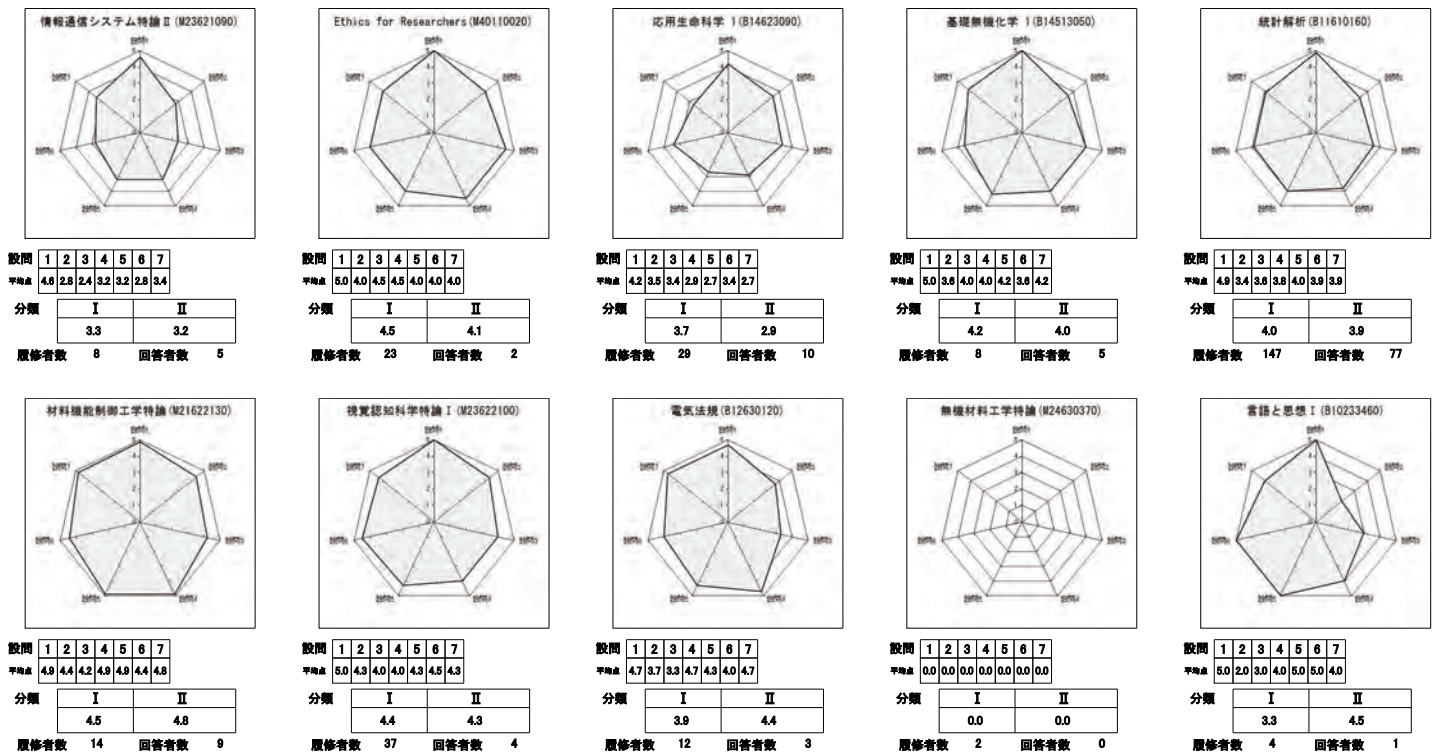 情報通信システム特論Ⅱ(M23621090)
設問 1 2 3 4 5 6 7
平均点 4.6 2.8 2.4 3.2 3.2 2.8 3.4
分類 Ⅰ Ⅱ
3.3 3.2
履修者数 8 回答者数 5
Ethics for Researchers(M40110020)
設問 1 2 3 4 5 6 7
平均点 5.0 4.0 4.5 4.5 4.0 4.0 4.0
分類 Ⅰ Ⅱ
4.5 4.1
履修者数 23 回答者数 2
応用生命科学 1(B14623090)
設問 1 2 3 4 5 6 7
平均点 4.2 3.5 3.4 2.9 2.7 3.4 2.7
分類 Ⅰ Ⅱ
3.7 2.9
履修者数 29 回答者数 10
基礎無機化学 1(B14513050)
設問 1 2 3 4 5 6 7
平均点 5.0 3.6 4.0 4.0 4.2 3.6 4.2
分類 Ⅰ Ⅱ
4.2 4.0
履修者数 8 回答者数 5
統計解析(B11610160)
設問 1 2 3 4 5 6 7
平均点 4.9 3.4 3.6 3.8 4.0 3.9 3.9
分類 Ⅰ Ⅱ
4.0 3.9
履修者数 147 回答者数 77
材料機能制御工学特論(M21622130)
設問 1 2 3 4 5 6 7
平均点 4.9 4.4 4.2 4.9 4.9 4.4 4.8
分類 Ⅰ Ⅱ
4.5 4.8
履修者数 14 回答者数 9
視覚認知科学特論Ⅰ(M23622100)
設問 1 2 3 4 5 6 7
平均点 5.0 4.3 4.0 4.0 4.3 4.5 4.3
分類 Ⅰ Ⅱ
4.4 4.3
履修者数 37 回答者数 4
電気法規(B12630120)
設問 1 2 3 4 5 6 7
平均点 4.7 3.7 3.3 4.7 4.3 4.0 4.7
分類 Ⅰ Ⅱ
3.9 4.4
履修者数 12 回答者数 3
無機材料工学特論(M24630370)
設問 1 2 3 4 5 6 7
平均点 0.0 0.0 0.0 0.0 0.0 0.0 0.0
分類 Ⅰ Ⅱ
0.0 0.0
履修者数 2 回答者数 0
言語と思想Ⅰ(B10233460)
設問 1 2 3 4 5 6 7
平均点 5.0 2.0 3.0 4.0 5.0 5.0 4.0
分類 Ⅰ Ⅱ
3.3 4.5
履修者数 4 回答者数 1